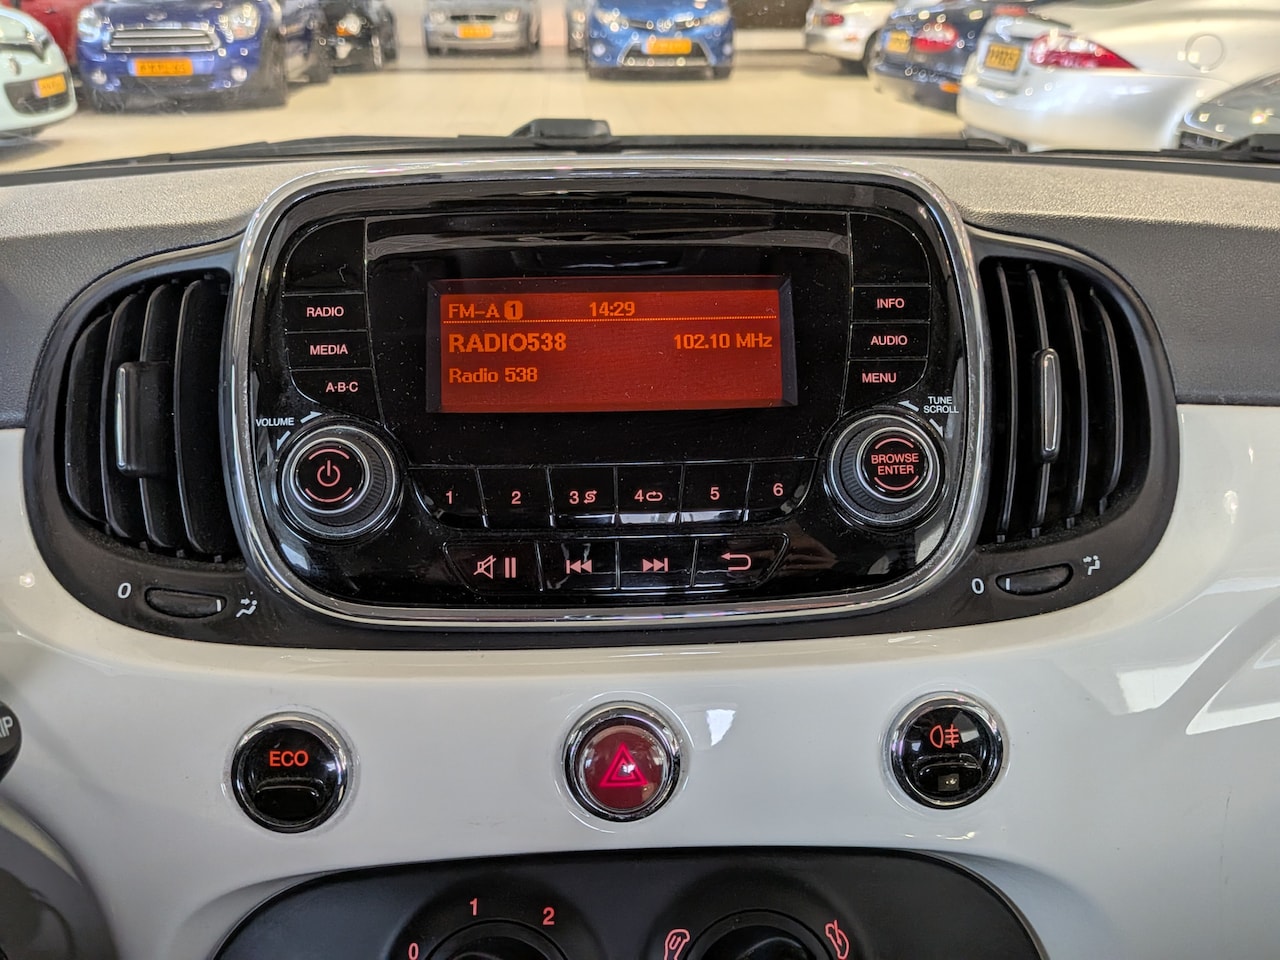 FM-A 1 14:29
RADIO538 102.10 MHz
Radio 538
RADIO
MEDIA
A·B·C
INFO
AUDIO
MENU
VOLUME
TUNE
SCROLL
BROWSE
ENTER
1 2 3 4 5 6
0
0
ECO
0 1 2